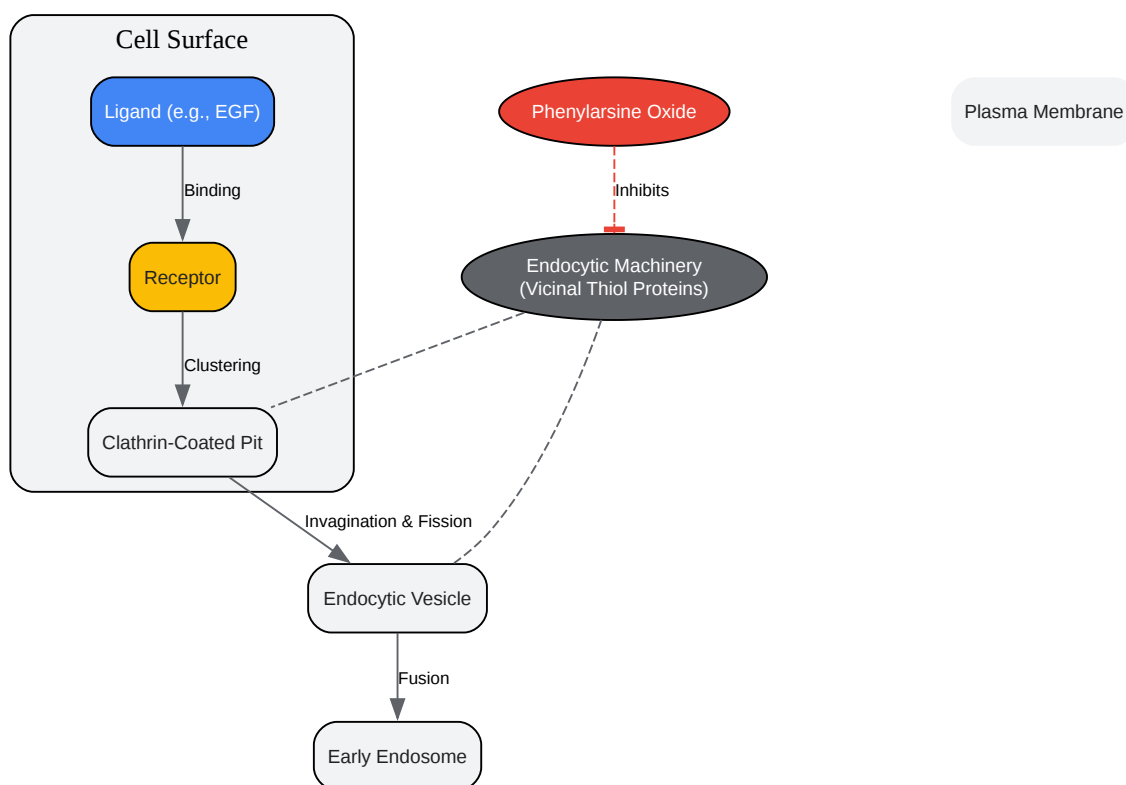 Cell Surface
Ligand (e.g., EGF)
Phenylarsine Oxide
Plasma Membrane
Binding
Inhibits
Receptor
Endocytic Machinery
(Vicinal Thiol Proteins)
Clustering
Clathrin-Coated Pit
Invagination & Fission
Endocytic Vesicle
Fusion
Early Endosome